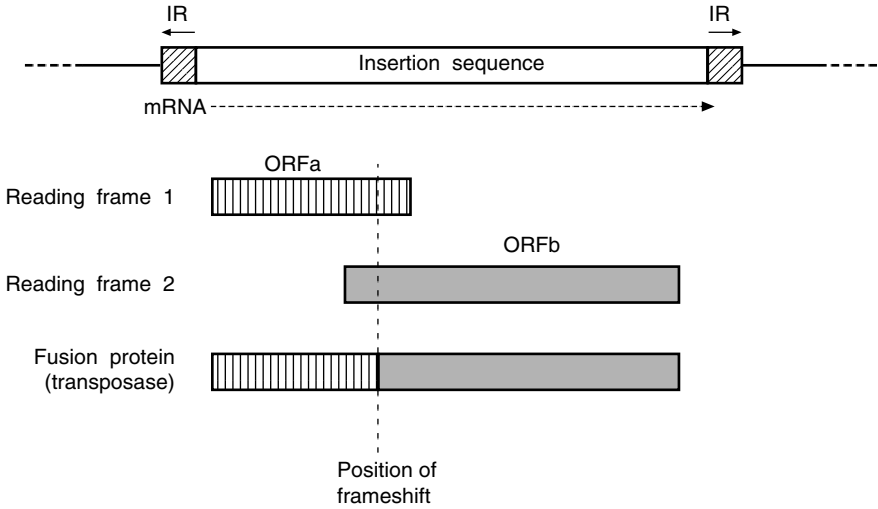 IR
IR
Insertion sequence
mRNA
ORFa
Reading frame 1
ORFb
Reading frame 2
Fusion protein
(transposase)
Position of
frameshift